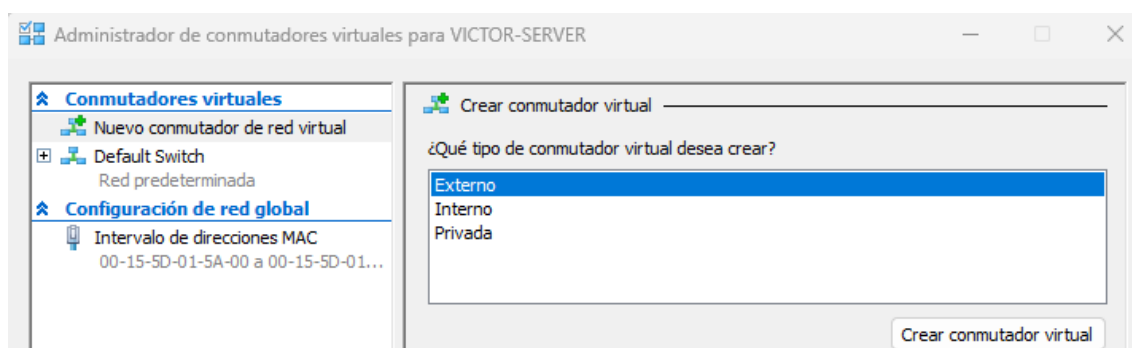 Administrador de conmutadores virtuales para VICTOR-SERVER
Conmutadores virtuales
Nuevo conmutador de red virtual
Default Switch
Red predeterminada
Configuración de red global
Intervalo de direcciones MAC
00-15-5D-01-5A-00 a 00-15-5D-01...
Crear conmutador virtual
¿Qué tipo de conmutador virtual desea crear?
Externo
Interno
Privada
Crear conmutador virtual